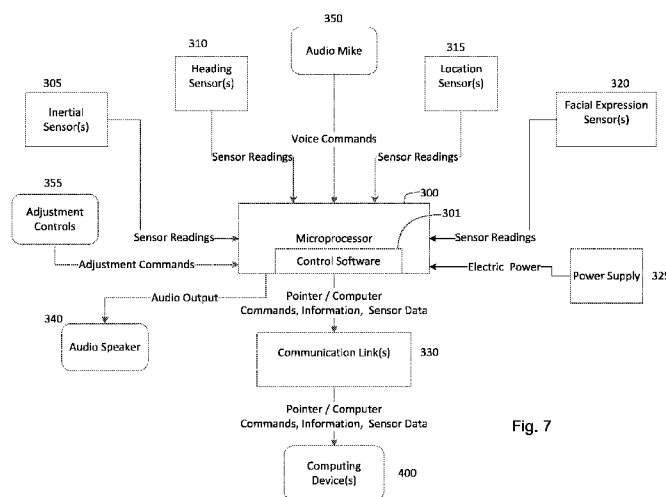 350
310
Audio Mike
315
305
Heading
Sensor(s)
Location
Sensor(s)
320
Inertial
Sensor(s)
Facial Expression
Sensor(s)
Voice Commands
Sensor Readings
Sensor Readings
355
300
Adjustment
Controls
301
Microprocessor
Sensor Readings
Sensor Readings
Control Software
Adjustment Commands
Electric Power
Power Supply
325
Audio Output
Pointer / Computer
Commands, Information, Sensor Data
340
Audio Speaker
Communication Link(s)
330
Pointer / Computer
Commands, Information, Sensor Data
Fig. 7
Computing
Device(s)
400